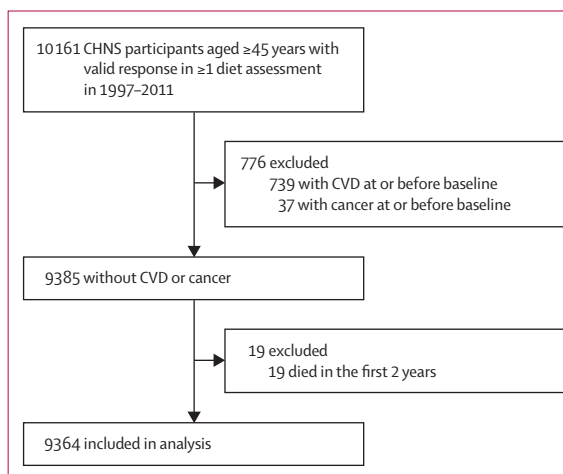 10 161 CHNS participants aged ≥45 years with
valid response in ≥1 diet assessment
in 1997–2011
776 excluded
739 with CVD at or before baseline
37 with cancer at or before baseline
9385 without CVD or cancer
19 excluded
19 died in the first 2 years
9364 included in analysis